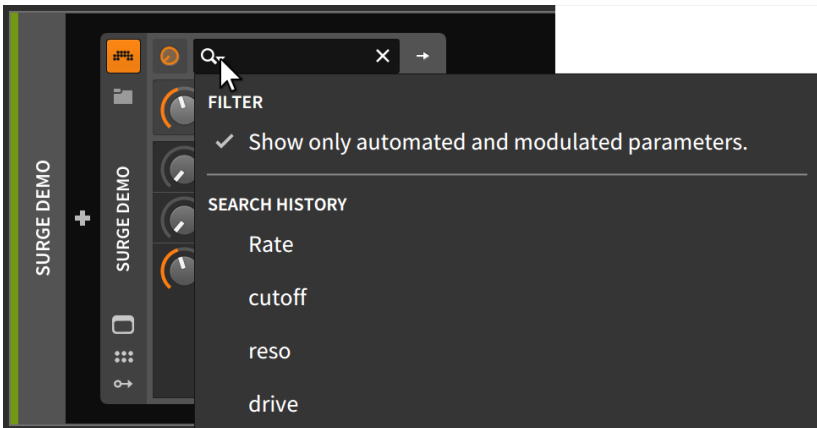 SURGE DEMO
SURGE DEMO
FILTER
Show only automated and modulated parameters.
SEARCH HISTORY
Rate
cutoff
reso
drive